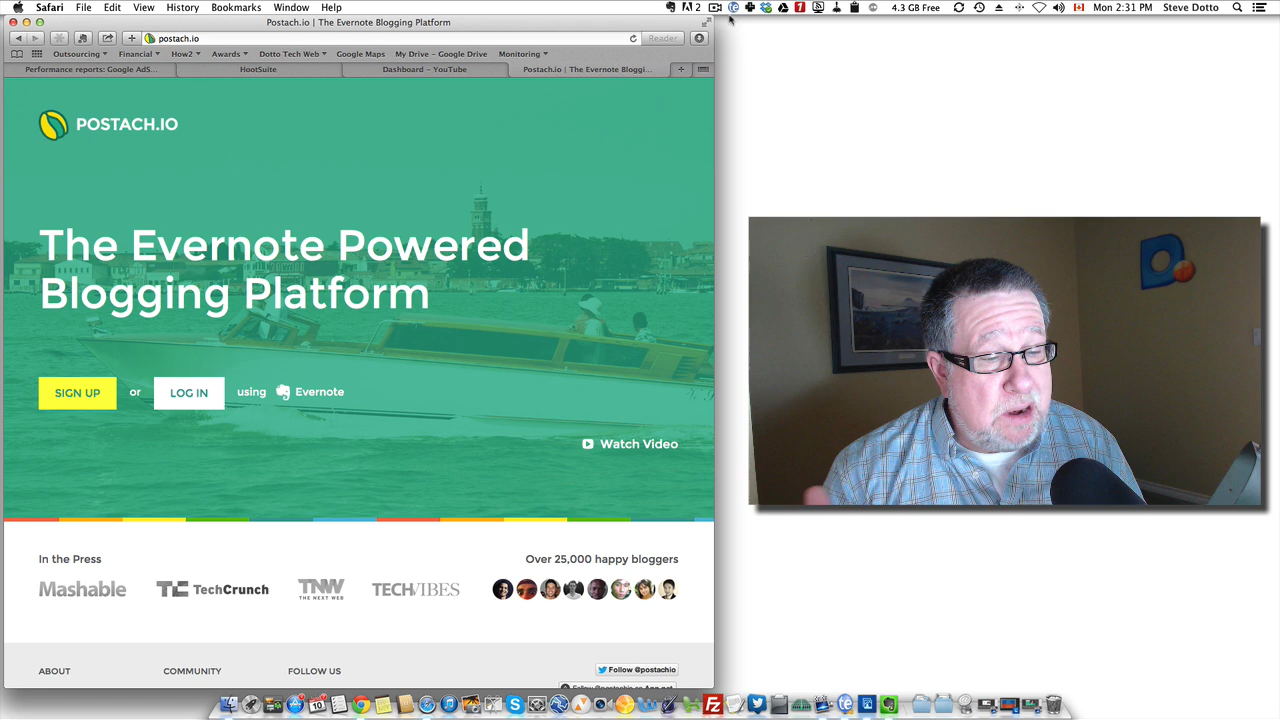 Safari File Edit View History Bookmarks Window Help
2 1 4.3 GB Free Mon 2:31 PM Steve Dotto
Postach.io | The Evernote Blogging Platform
postach.io
Reader
Outsourcing Financial How2 Awards Dotto Tech Web Google Maps My Drive – Google Drive Monitoring
Performance reports: Google AdS... HootSuite Dashboard – YouTube Postach.io | The Evernote Bloggi...
POSTACH.IO
The Evernote Powered
Blogging Platform
SIGN UP or LOG IN using Evernote
Watch Video
In the Press Over 25,000 happy bloggers
Mashable TC TechCrunch TNW THE NEXT WEB TECHVIBES
ABOUT COMMUNITY FOLLOW US Follow @postachio